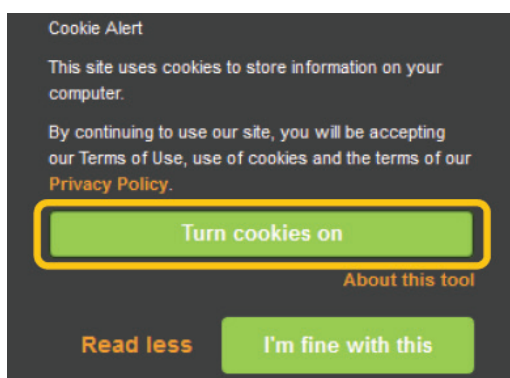 Cookie Alert
This site uses cookies to store information on your
computer.
By continuing to use our site, you will be accepting
our Terms of Use, use of cookies and the terms of our
Privacy Policy.
Turn cookies on
About this tool
Read less
I'm fine with this